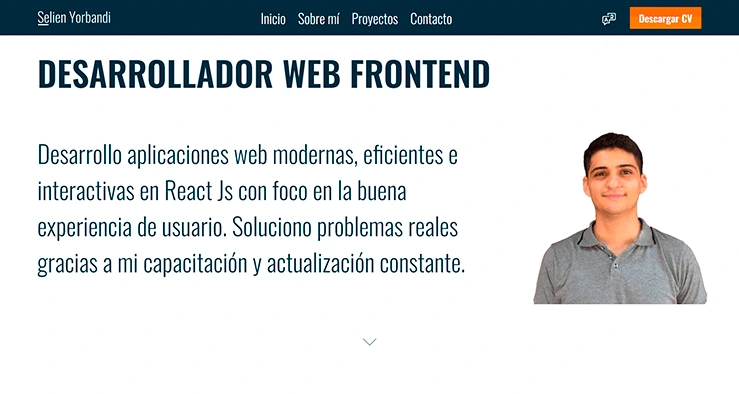 Selien Yorbandi
Inicio Sobre mí Proyectos Contacto
Descargar CV
DESARROLLADOR WEB FRONTEND
Desarrollo aplicaciones web modernas, eficientes e
interactivas en React Js con foco en la buena
experiencia de usuario. Soluciono problemas reales
gracias a mi capacitación y actualización constante.